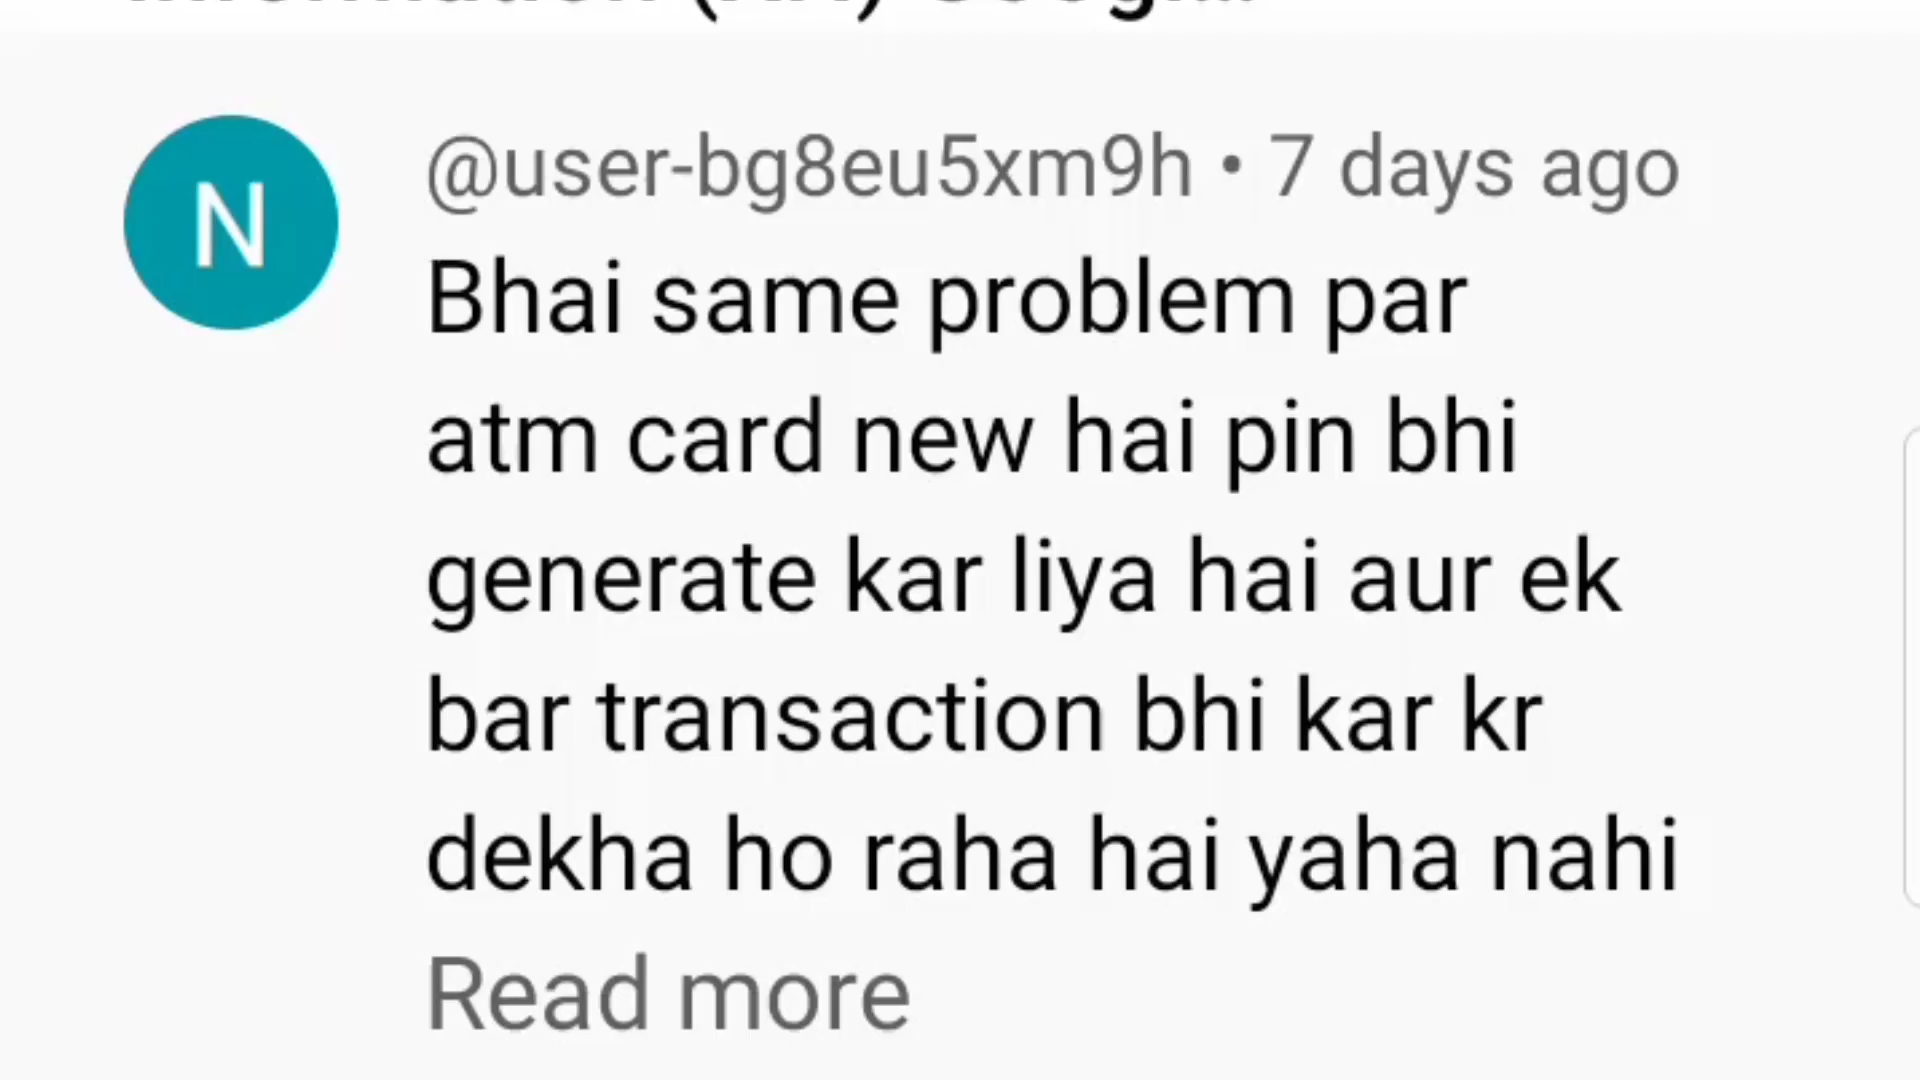 N
@user-bg8eu5xm9h • 7 days ago
Bhai same problem par
atm card new hai pin bhi
generate kar liya hai aur ek
bar transaction bhi kar kr
dekha ho raha hai yaha nahi
Read more